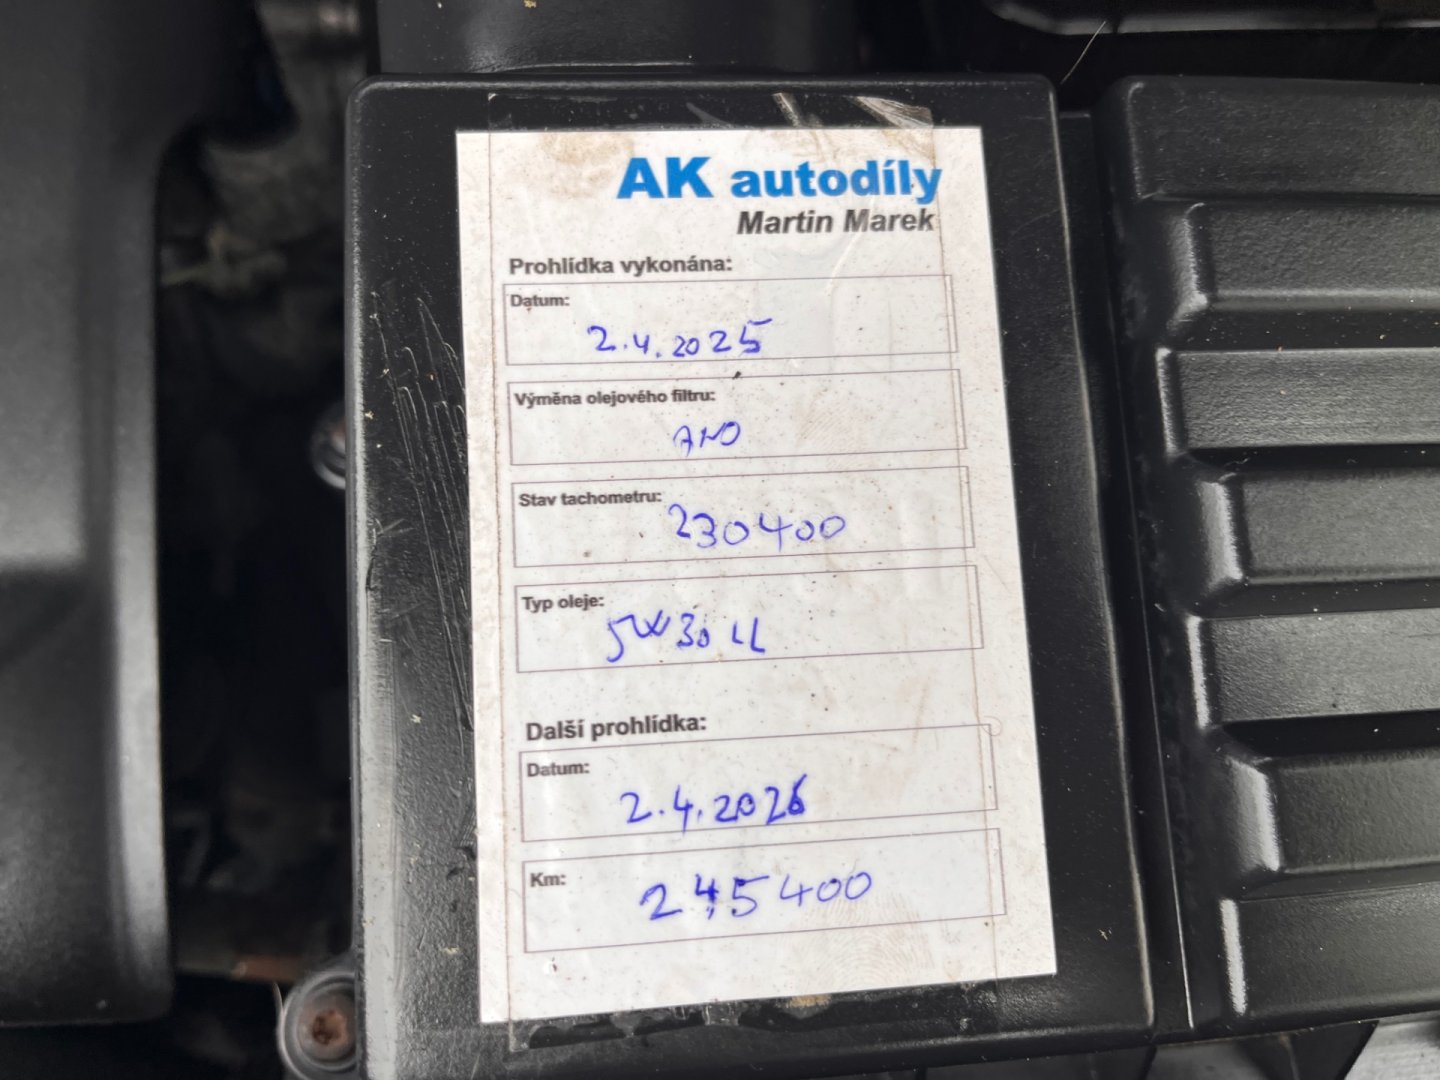 AK autodíly
Martin Marek
Prohlídka vykonána:
Datum:
2.4.2025
Výměna olejového filtru:
ANO
Stav tachometru:
230400
Typ oleje:
5W30 LL
Další prohlídka:
Datum:
2.4.2026
Km:
245400